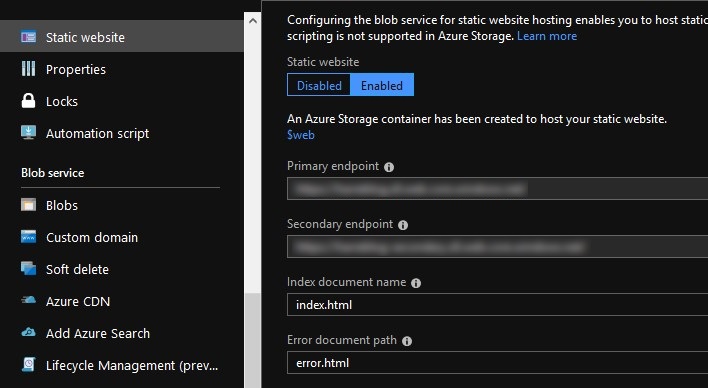 Static website
Properties
Locks
Automation script
Blob service
Blobs
Custom domain
Soft delete
Azure CDN
Add Azure Search
Lifecycle Management (prev...
Configuring the blob service for static website hosting enables you to host static
scripting is not supported in Azure Storage. Learn more
Static website
Disabled Enabled
An Azure Storage container has been created to host your static website.
$web
Primary endpoint
Secondary endpoint
Index document name
index.html
Error document path
error.html